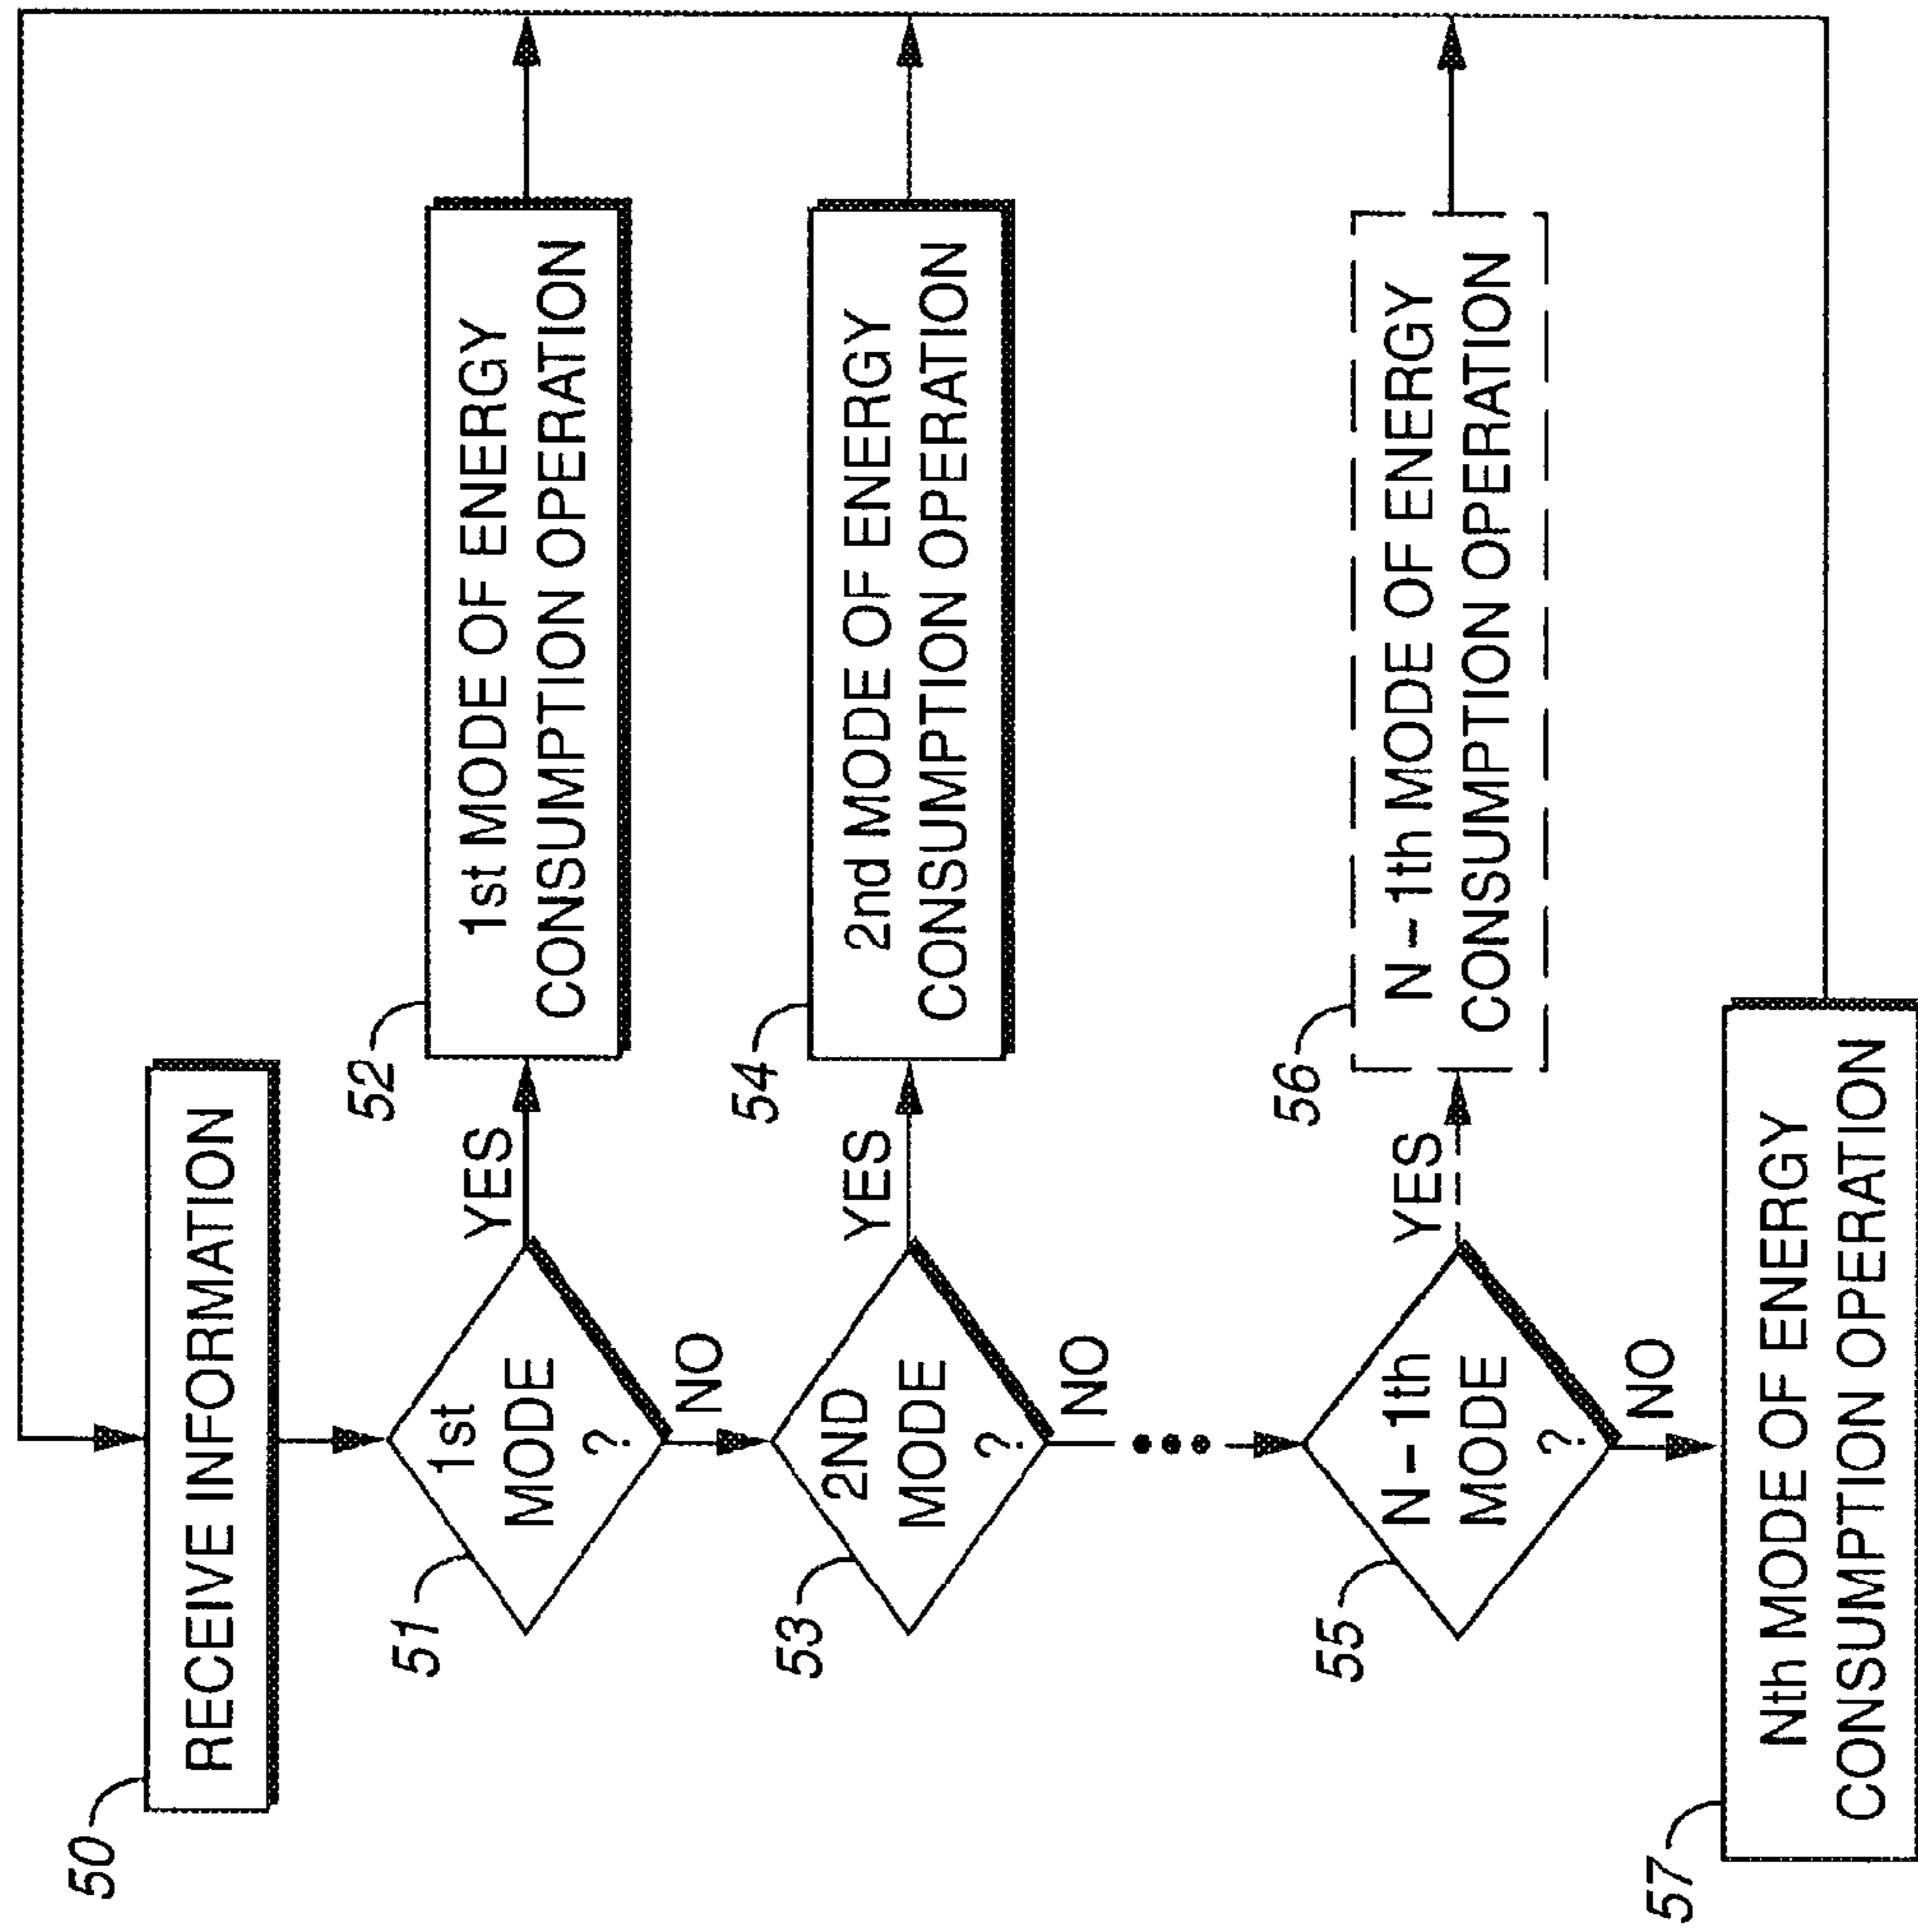 50
RECEIVE INFORMATION
51
1st
MODE
?
YES
NO
52
1st MODE OF ENERGY
CONSUMPTION OPERATION
53
2ND
MODE
?
YES
NO
54
2nd MODE OF ENERGY
CONSUMPTION OPERATION
55
N-1th
MODE
?
YES
NO
56
N-1th MODE OF ENERGY
CONSUMPTION OPERATION
57
Nth MODE OF ENERGY
CONSUMPTION OPERATION